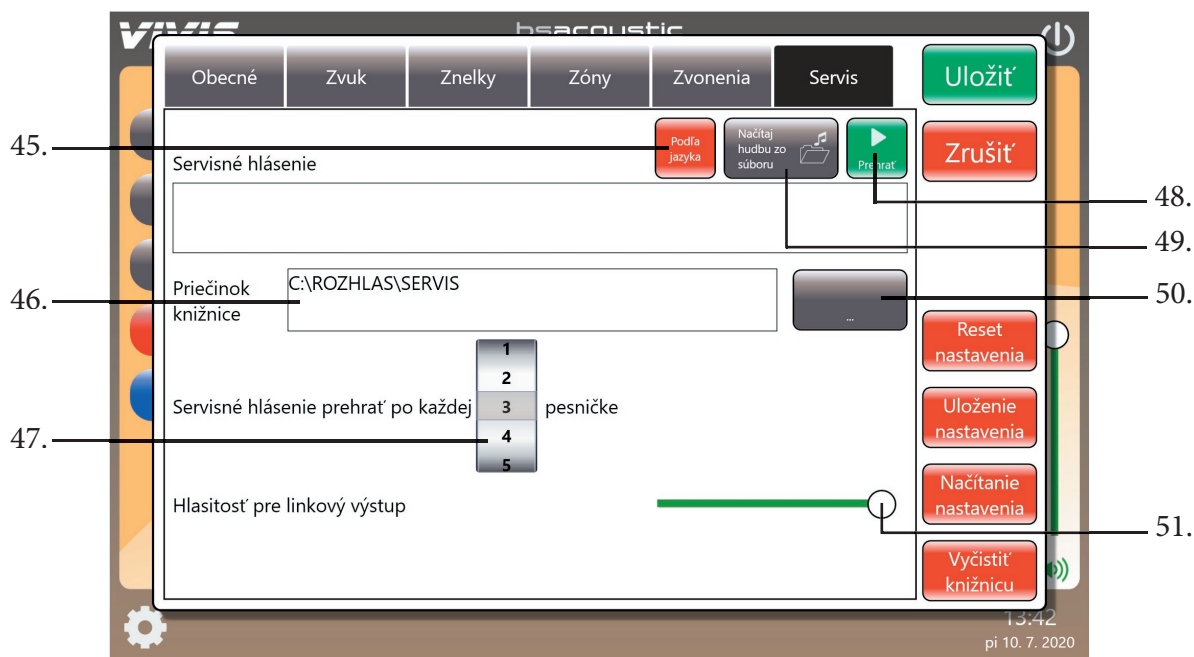 VIVIS
bsacoustic
Obecné
Zvuk
Znelky
Zóny
Zvonenia
Servis
Uložiť
45.
Servisné hlásenie
Podľa
jazyka
Načítaj
hudbu zo
súboru
Prehrať
Zrušiť
48.
49.
46.
Priečinok
knižnice
C:\ROZHLAS\SERVIS
...
50.
Reset
nastavenia
1
2
Servisné hlásenie prehrať po každej 3 pesničke
4
5
47.
Uloženie
nastavenia
Hlasitosť pre linkový výstup
Načítanie
nastavenia
51.
Vyčistiť
knižnicu
13:42
pi 10. 7. 2020